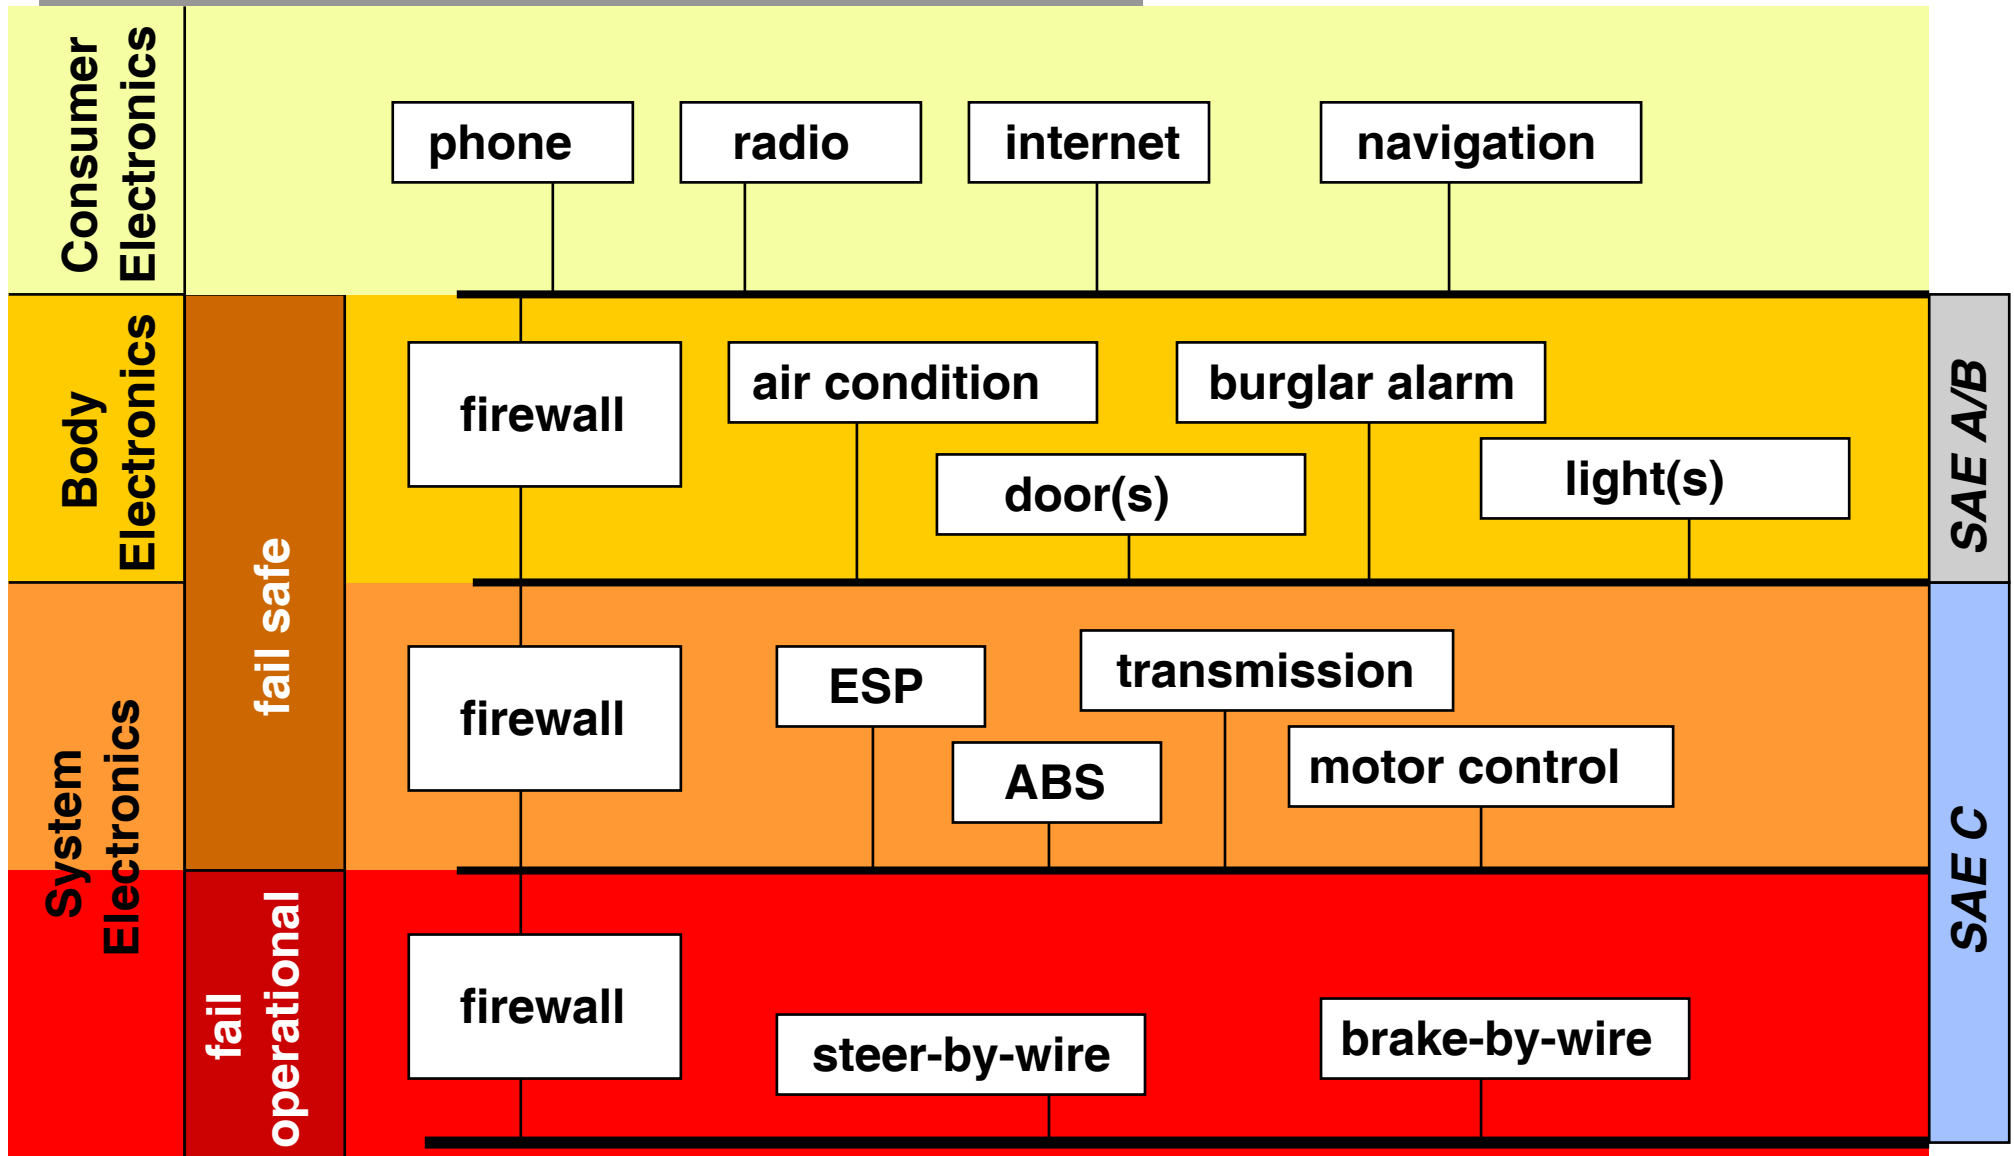 Consumer
Electronics
phone
radio
internet
navigation
Body
Electronics
fail safe
firewall
air condition
burglar alarm
door(s)
light(s)
SAE A/B
System
Electronics
firewall
ESP
transmission
ABS
motor control
SAE C
fail
operational
firewall
steer-by-wire
brake-by-wire